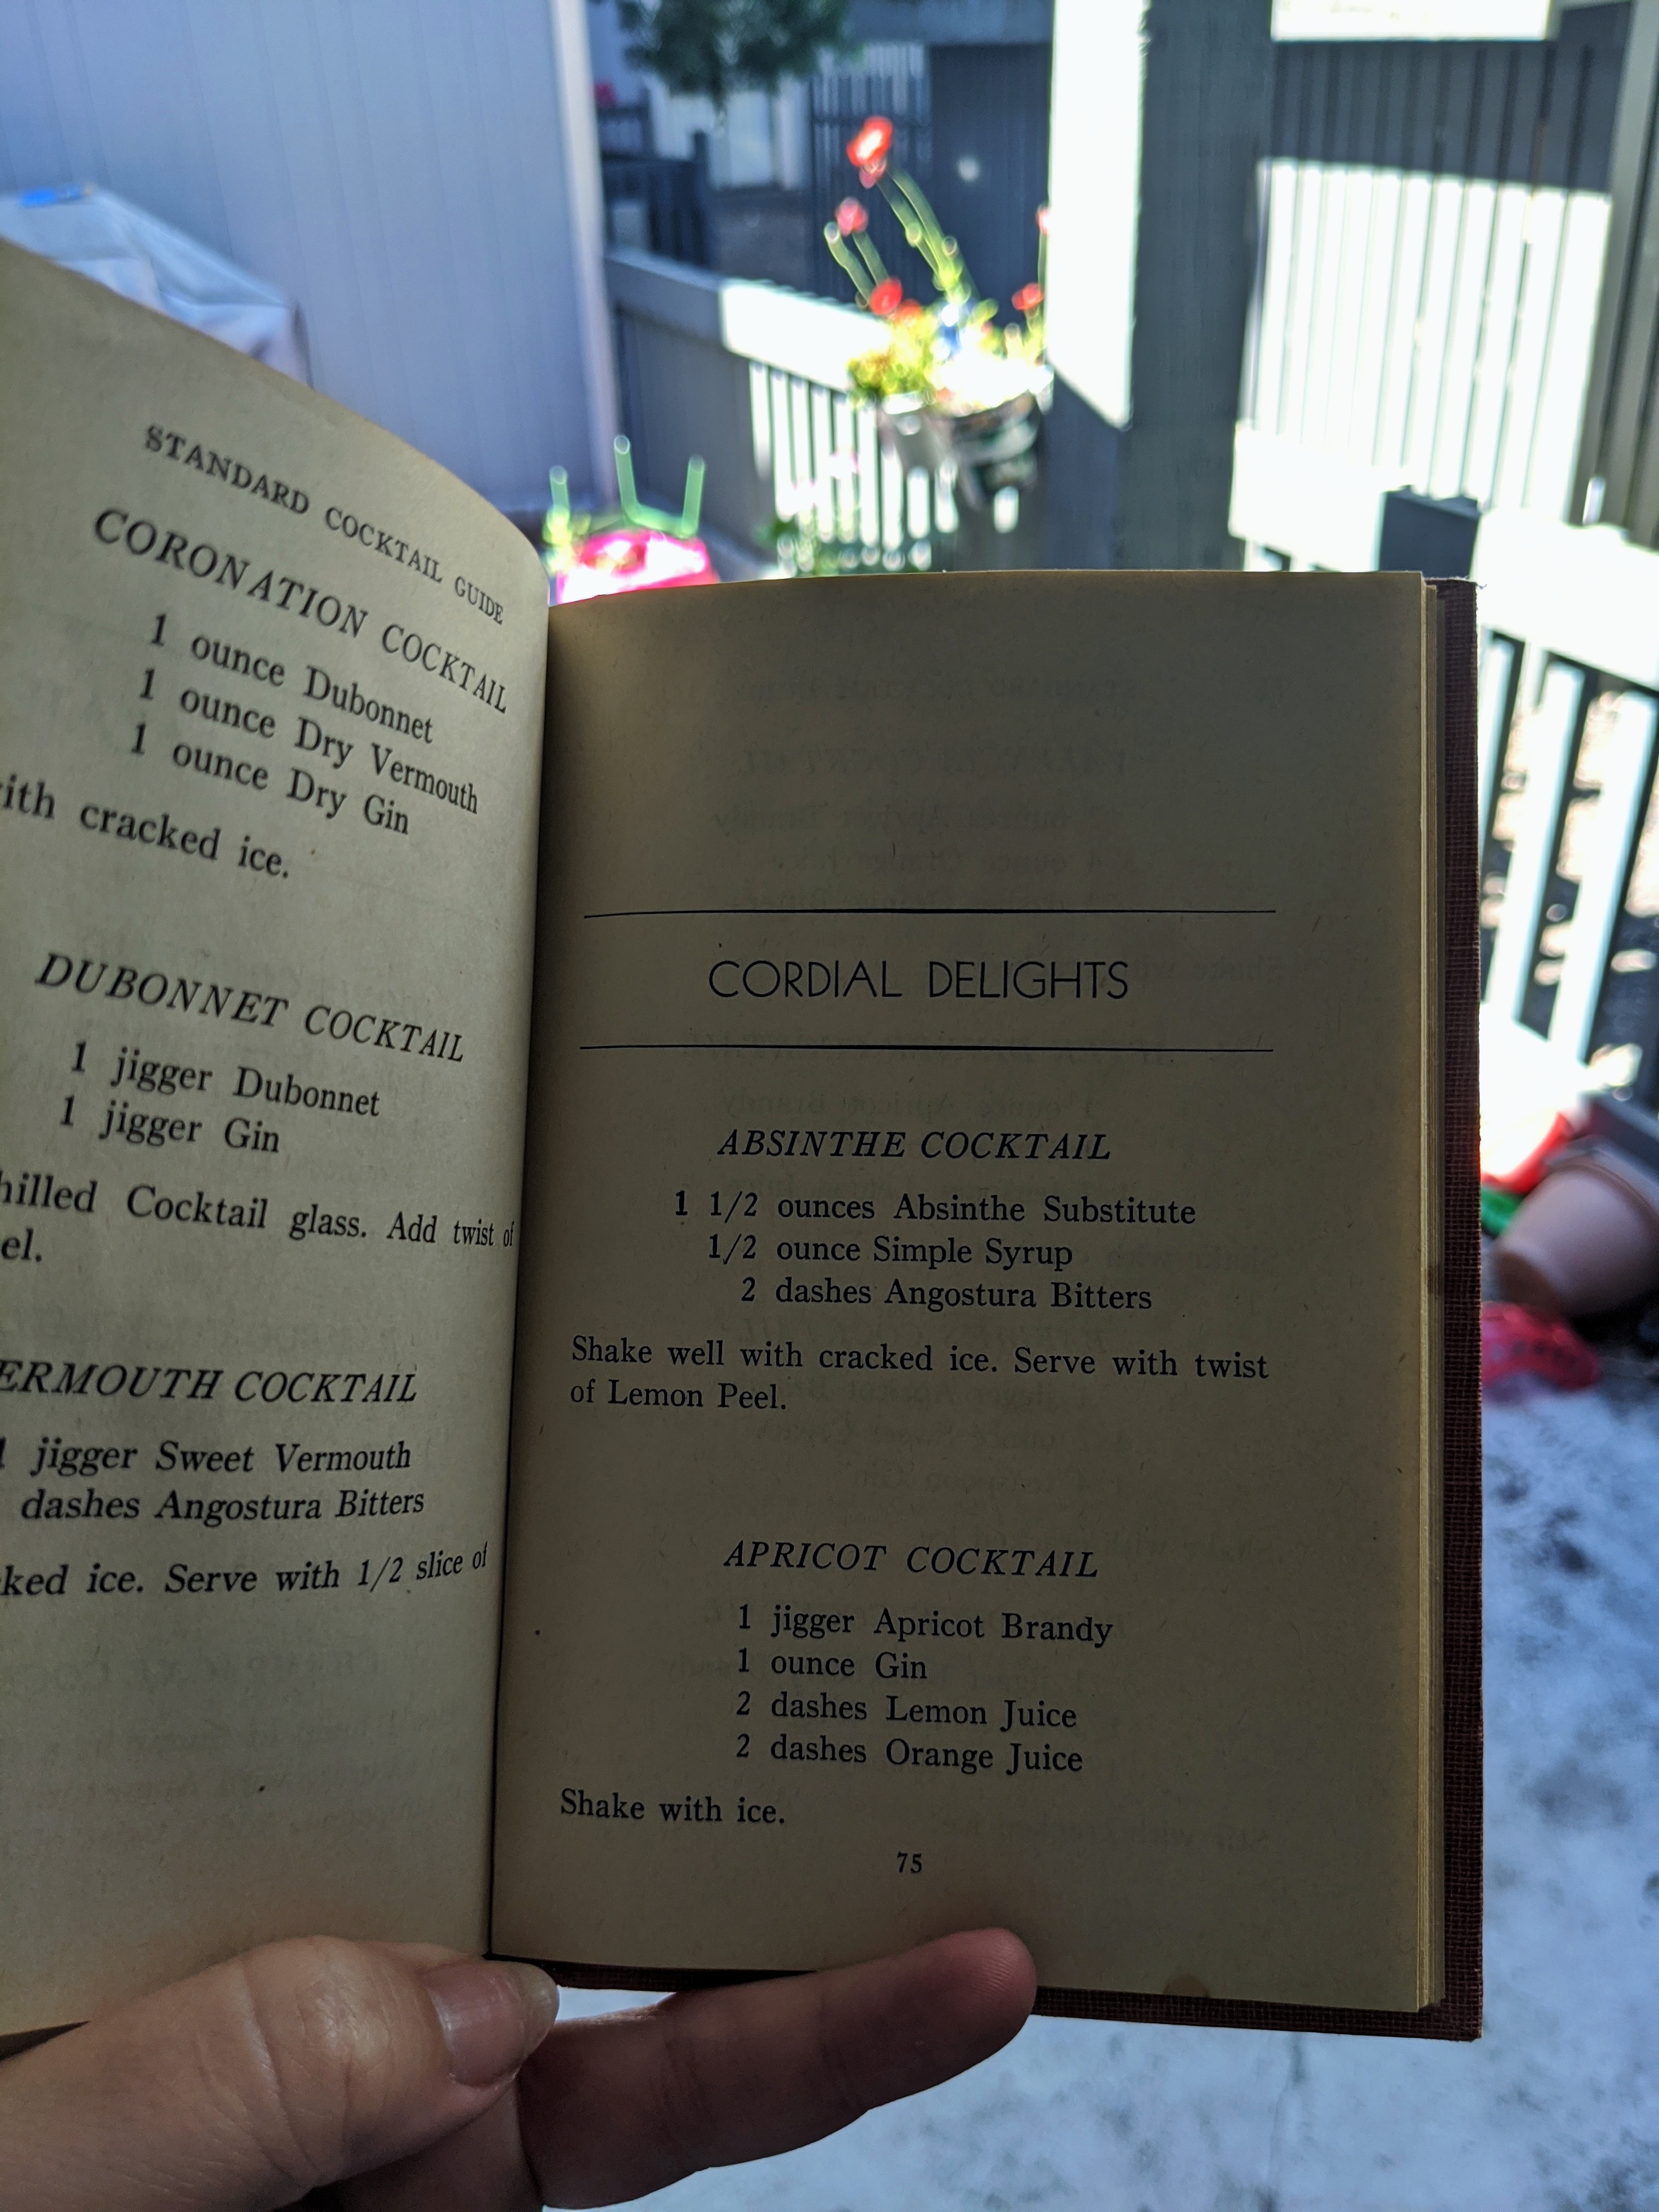 STANDARD COCKTAIL GUIDE
CORONATION COCKTAIL
1 ounce Dubonnet
1 ounce Dry Vermouth
1 ounce Dry Gin
cracked ice.
DUBONNET COCKTAIL
1 jigger Dubonnet
1 jigger Gin
Cocktail glass. Add twist of
COCKTAIL
jigger Sweet Vermouth
dashes Angostura Bitters
ice. Serve with 1/2 slice of
CORDIAL DELIGHTS
ABSINTHE COCKTAIL
1 1/2 ounces Absinthe Substitute
1/2 ounce Simple Syrup
2 dashes Angostura Bitters
Shake well with cracked ice. Serve with twist
of Lemon Peel.
APRICOT COCKTAIL
1 jigger Apricot Brandy
1 ounce Gin
2 dashes Lemon Juice
2 dashes Orange Juice
Shake with ice.
75